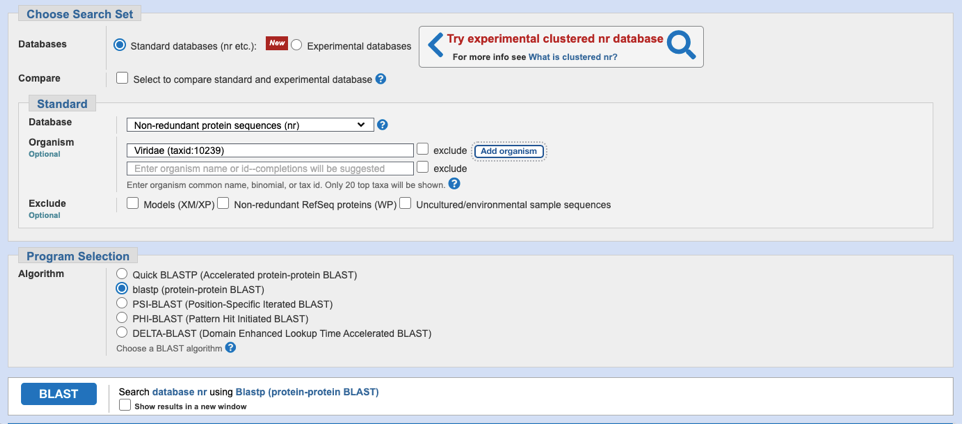 Choose Search Set
Databases
Standard databases (nr etc.):
New
Experimental databases
Try experimental clustered nr database
For more info see What is clustered nr?
Compare
Select to compare standard and experimental database ?
Standard
Database
Non-redundant protein sequences (nr)
?
Organism
Optional
Viridae (taxid:10239)
exclude
Add organism
Enter organism name or id--completions will be suggested
exclude
Enter organism common name, binomial, or tax id. Only 20 top taxa will be shown. ?
Exclude
Optional
Models (XM/XP) Non-redundant RefSeq proteins (WP) Uncultured/environmental sample sequences
Program Selection
Algorithm
Quick BLASTP (Accelerated protein-protein BLAST)
blastp (protein-protein BLAST)
PSI-BLAST (Position-Specific Iterated BLAST)
PHI-BLAST (Pattern Hit Initiated BLAST)
DELTA-BLAST (Domain Enhanced Lookup Time Accelerated BLAST)
Choose a BLAST algorithm ?
BLAST
Search database nr using Blastp (protein-protein BLAST)
Show results in a new window